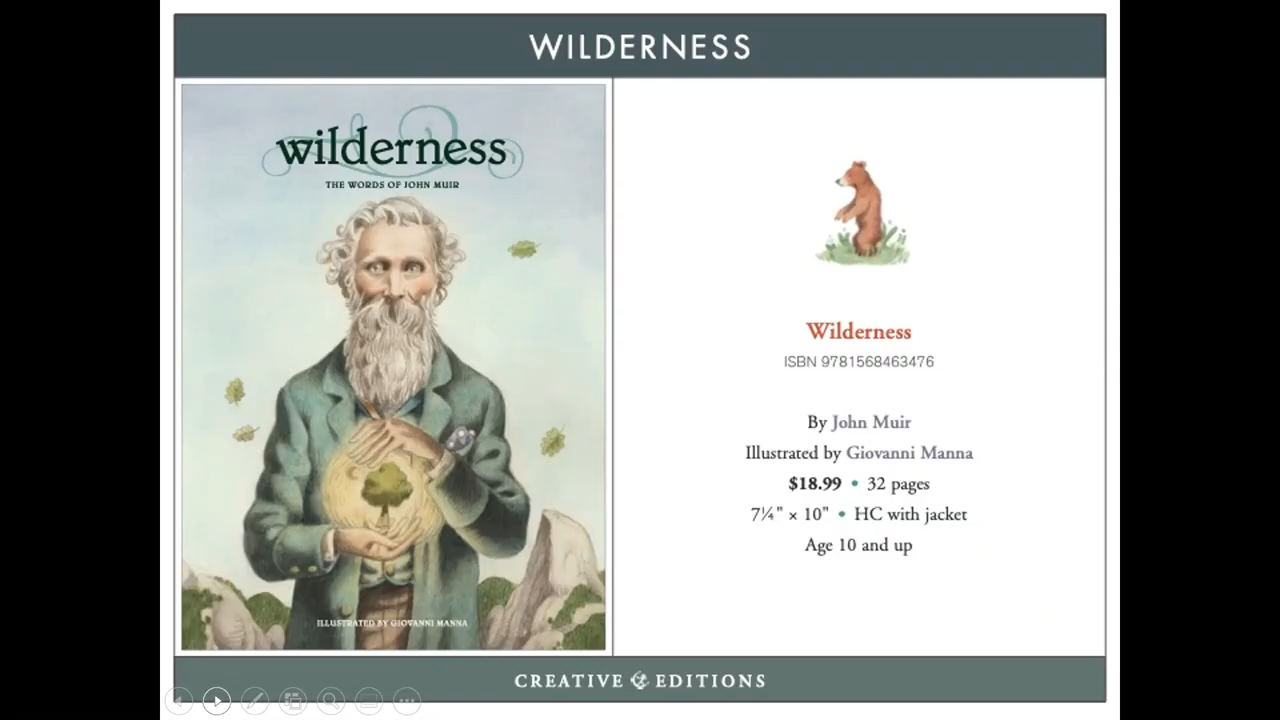 WILDERNESS
wilderness
THE WORDS OF JOHN MUIR
ILLUSTRATED BY GIOVANNI MANNA
Wilderness
ISBN 9781568463476
By John Muir
Illustrated by Giovanni Manna
$18.99 • 32 pages
7¼" × 10" • HC with jacket
Age 10 and up
CREATIVE EDITIONS